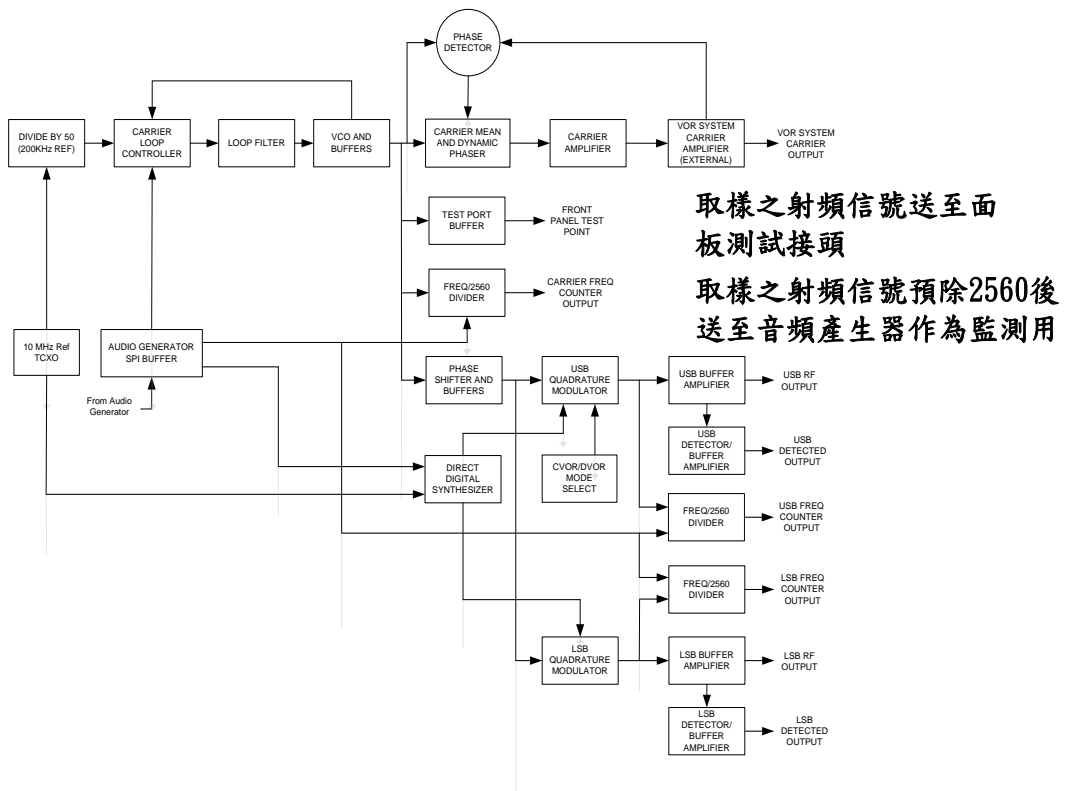 PHASE
DETECTOR
DIVIDE BY 50
(200KHz REF)
CARRIER
LOOP
CONTROLLER
LOOP FILTER
VCO AND
BUFFERS
CARRIER MEAN
AND DYNAMIC
PHASER
CARRIER
AMPLIFIER
VOR SYSTEM
CARRIER
AMPLIFIER
(EXTERNAL)
VOR SYSTEM
CARRIER
OUTPUT
TEST PORT
BUFFER
FRONT
PANEL TEST
POINT
取樣之射頻信號送至面
板測試接頭
FREQ/2560
DIVIDER
CARRIER FREQ
COUNTER
OUTPUT
取樣之射頻信號預除2560後
送至音頻產生器作為監測用
10 MHz Ref
TCXO
AUDIO GENERATOR
SPI BUFFER
From Audio
Generator
PHASE
SHIFTER AND
BUFFERS
USB
QUADRATURE
MODULATOR
USB BUFFER
AMPLIFIER
USB RF
OUTPUT
USB
DETECTOR/
BUFFER
AMPLIFIER
USB
DETECTED
OUTPUT
DIRECT
DIGITAL
SYNTHESIZER
CVOR/DVOR
MODE
SELECT
FREQ/2560
DIVIDER
USB FREQ
COUNTER
OUTPUT
FREQ/2560
DIVIDER
LSB FREQ
COUNTER
OUTPUT
LSB
QUADRATURE
MODULATOR
LSB BUFFER
AMPLIFIER
LSB RF
OUTPUT
LSB
DETECTOR/
BUFFER
AMPLIFIER
LSB
DETECTED
OUTPUT